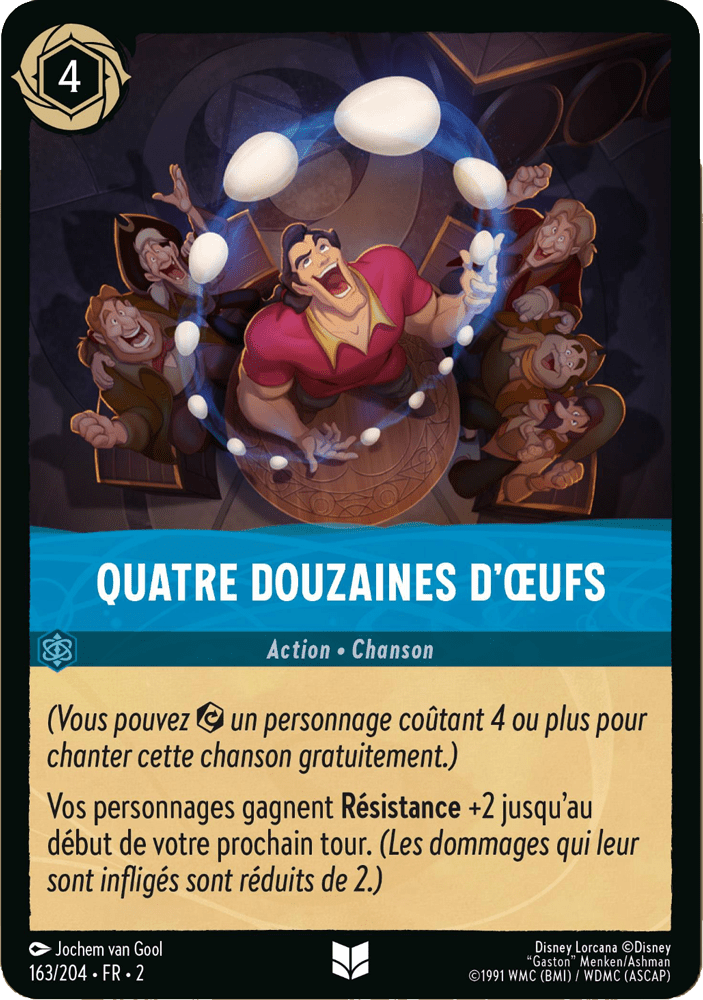 4
QUATRE DOUZAINES D'ŒUFS
Action • Chanson
(Vous pouvez un personnage coûtant 4 ou plus pour
chanter cette chanson gratuitement.)
Vos personnages gagnent Résistance +2 jusqu'au
début de votre prochain tour. (Les dommages qui leur
sont infligés sont réduits de 2.)
Jochem van Gool
163/204 • FR • 2
Disney Lorcana ©Disney
"Gaston" Menken/Ashman
©1991 WMC (BMI) / WDMC (ASCAP)